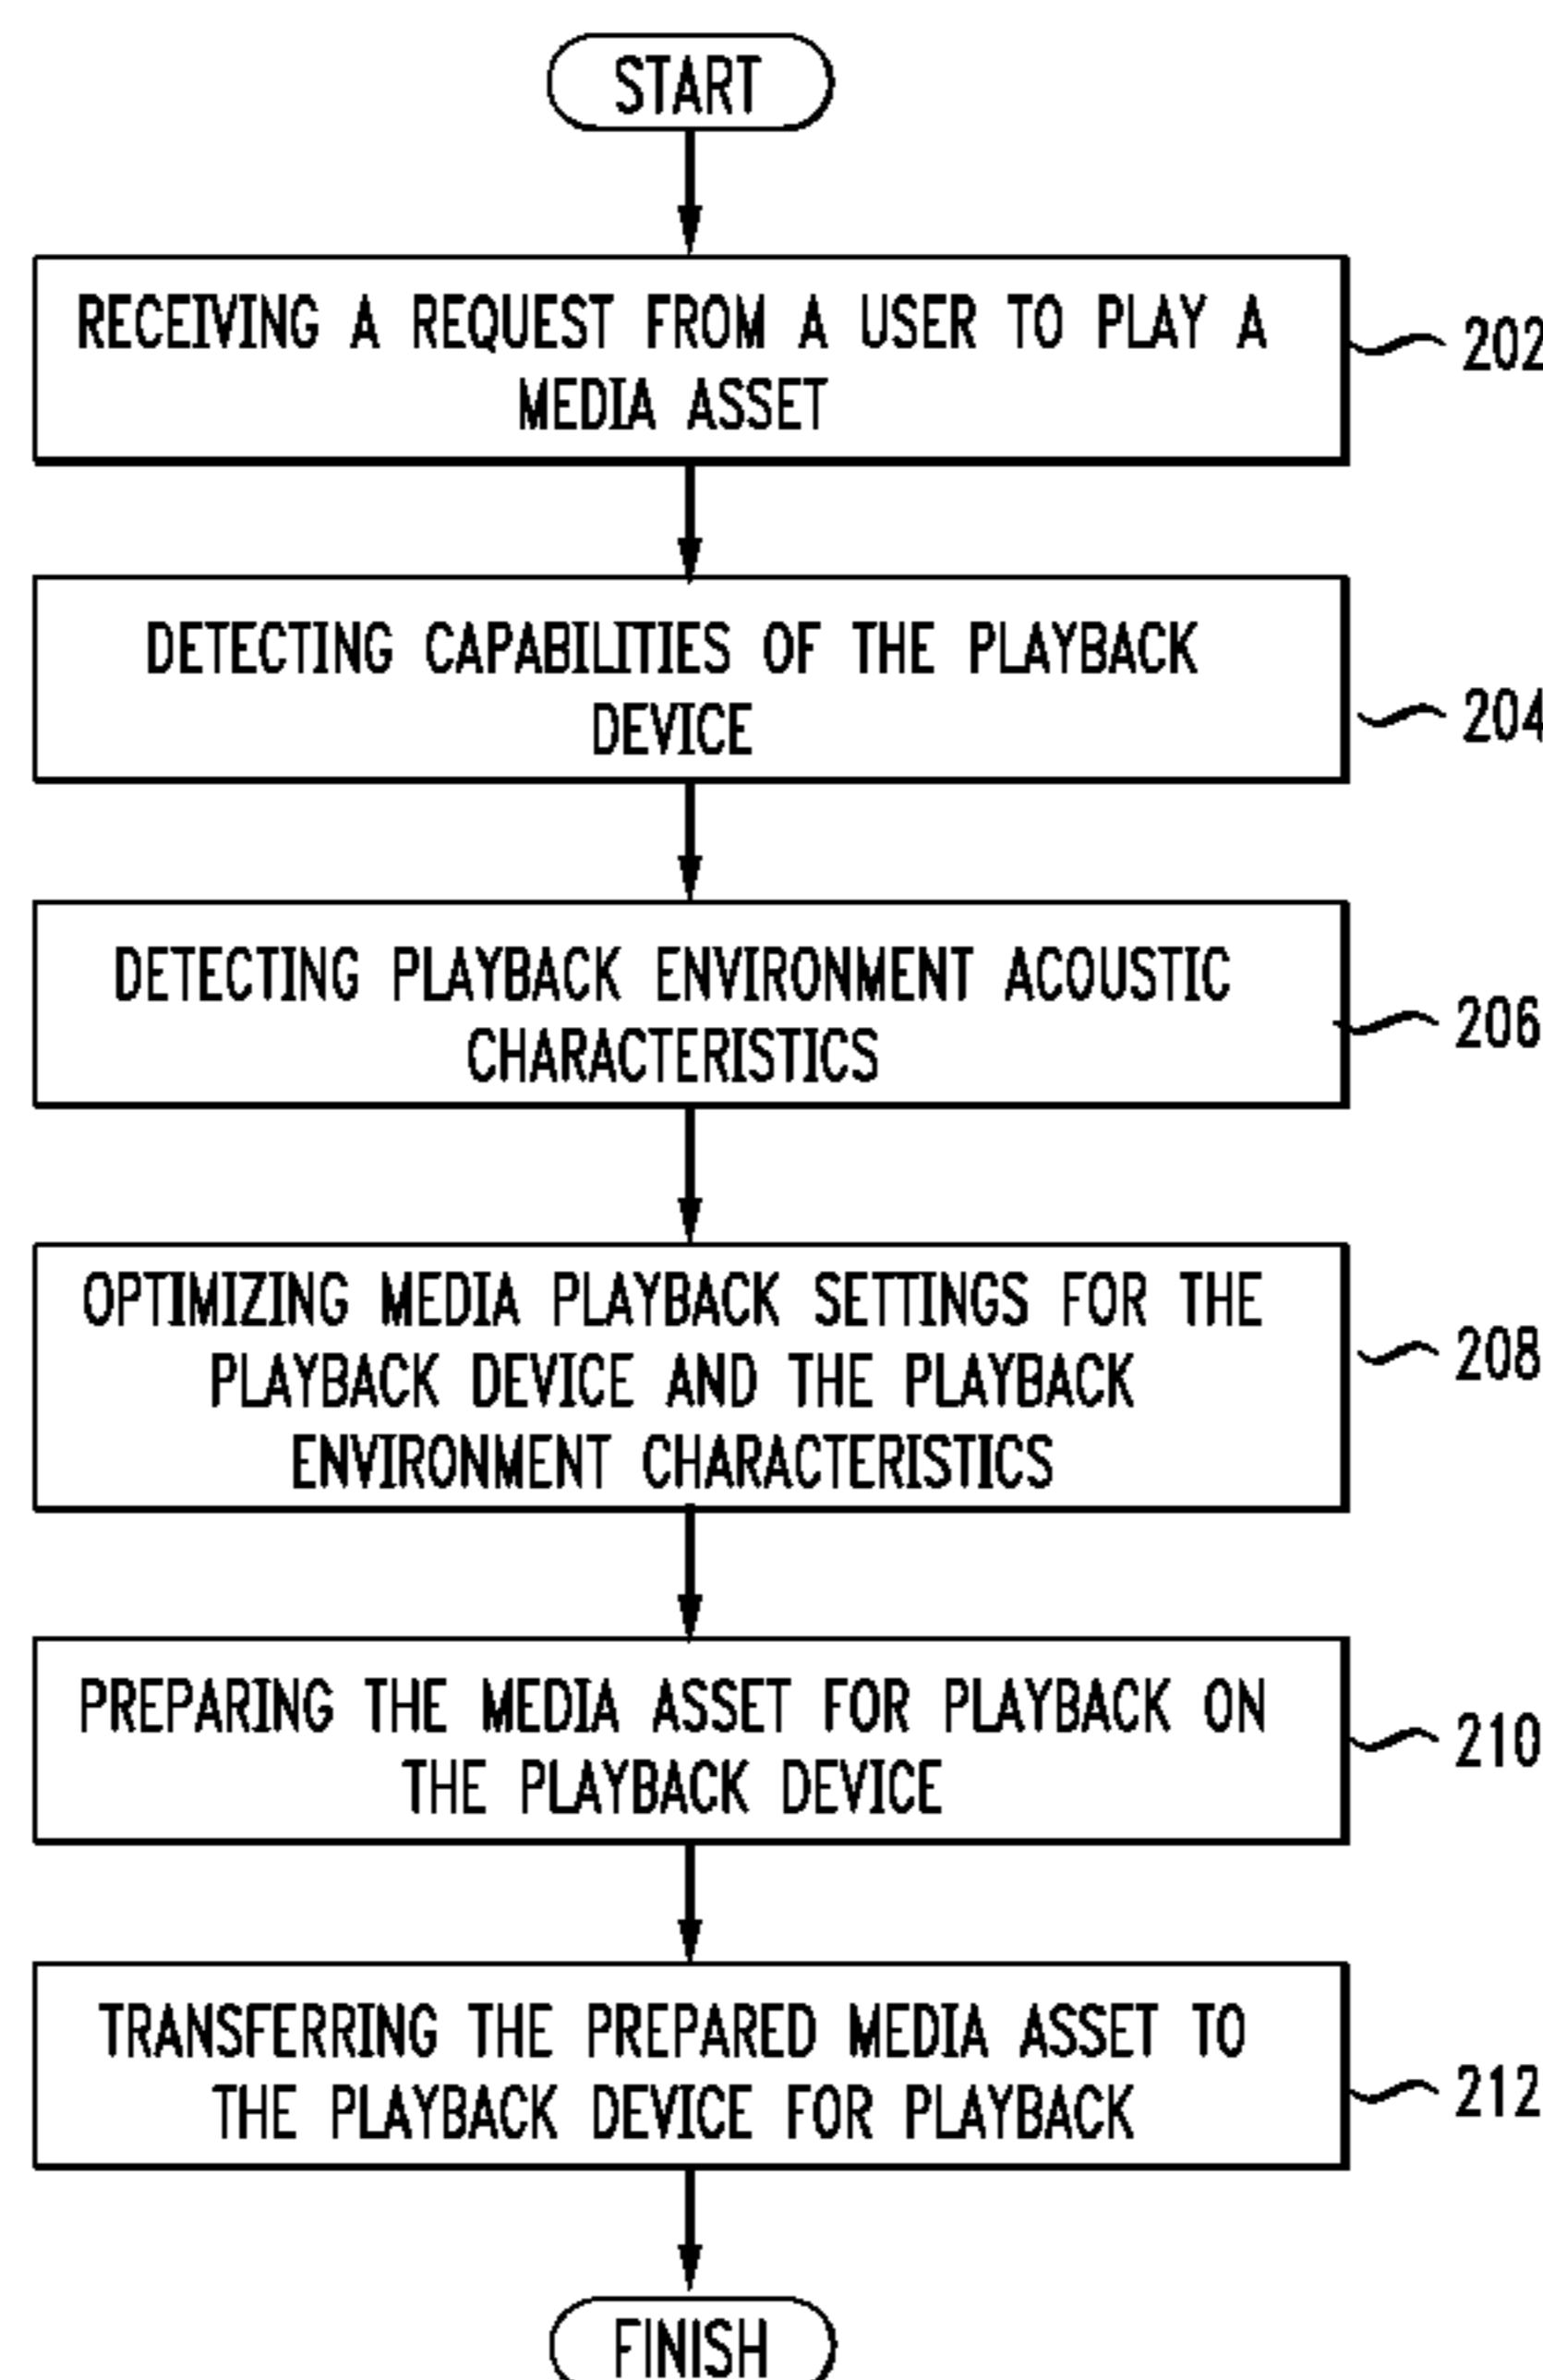 START
RECEIVING A REQUEST FROM A USER TO PLAY A
MEDIA ASSET
202
DETECTING CAPABILITIES OF THE PLAYBACK
DEVICE
204
DETECTING PLAYBACK ENVIRONMENT ACOUSTIC
CHARACTERISTICS
206
OPTIMIZING MEDIA PLAYBACK SETTINGS FOR THE
PLAYBACK DEVICE AND THE PLAYBACK
ENVIRONMENT CHARACTERISTICS
208
PREPARING THE MEDIA ASSET FOR PLAYBACK ON
THE PLAYBACK DEVICE
210
TRANSFERRING THE PREPARED MEDIA ASSET TO
THE PLAYBACK DEVICE FOR PLAYBACK
212
FINISH